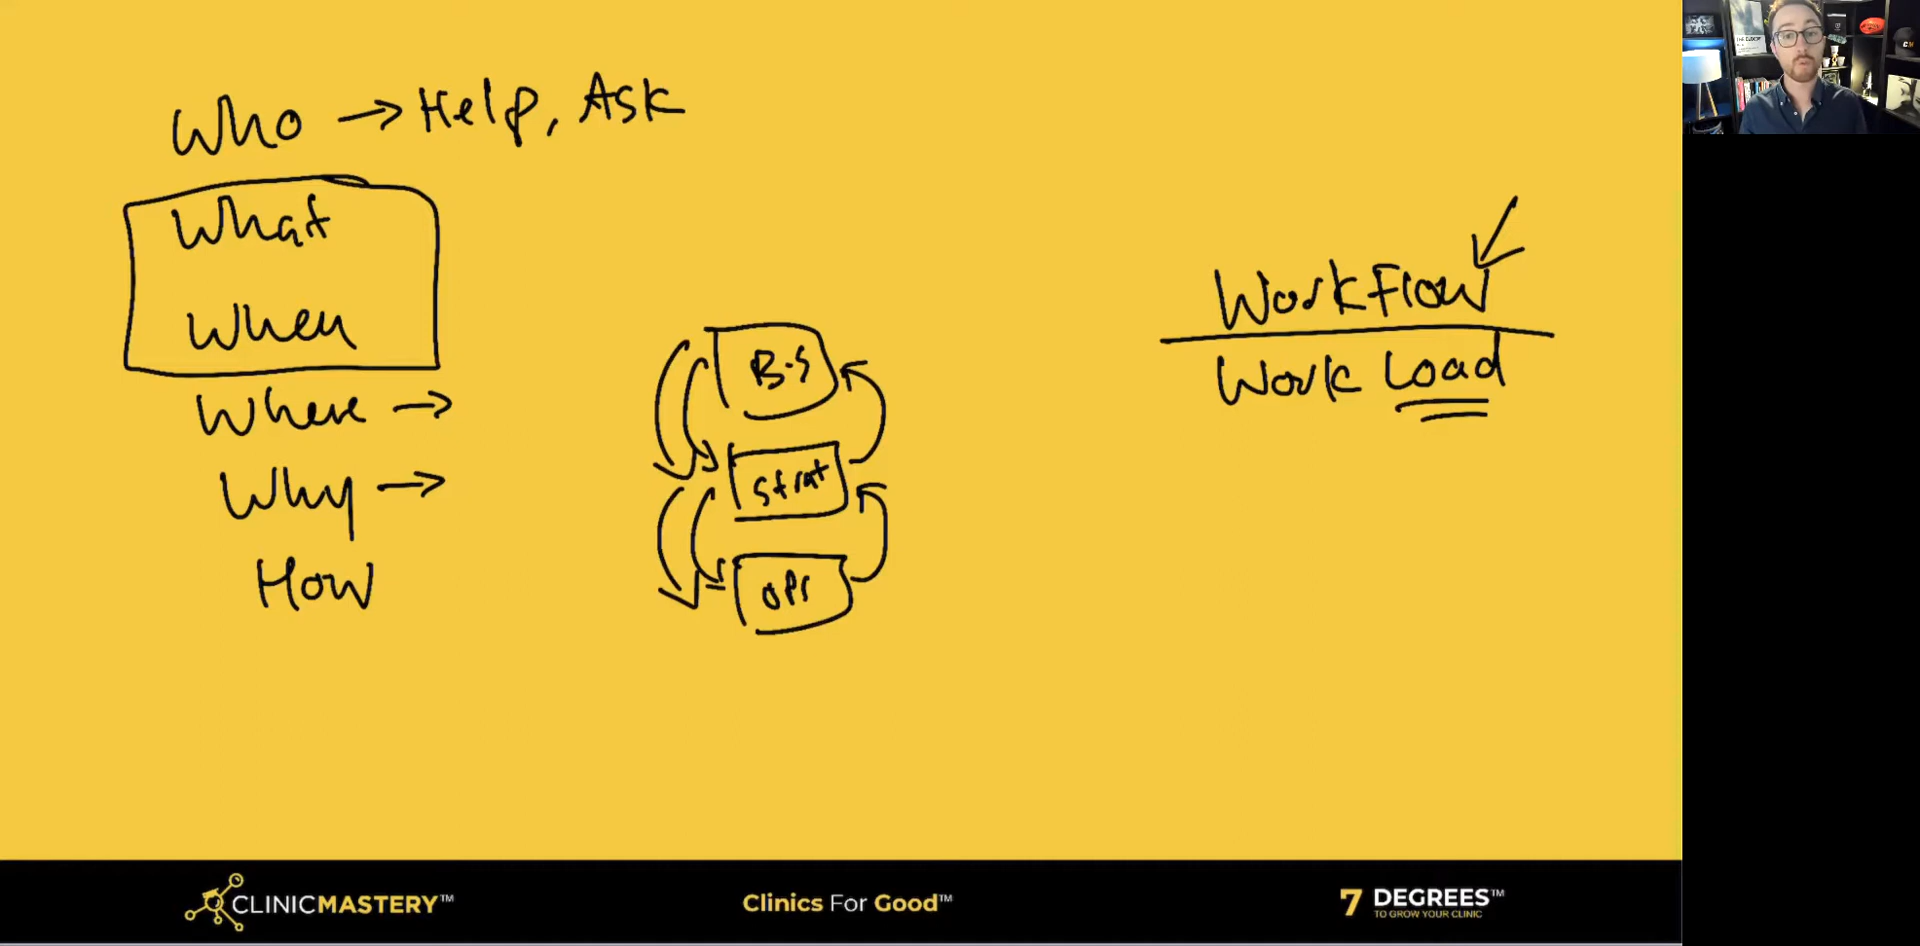 Who → Help, Ask
What
When
Where →
Why →
How
B.S
Strat
OPS
WorkFlow
Work Load
CLINICMASTERY™
Clinics For Good™
7 DEGREES™
TO GROW YOUR CLINIC